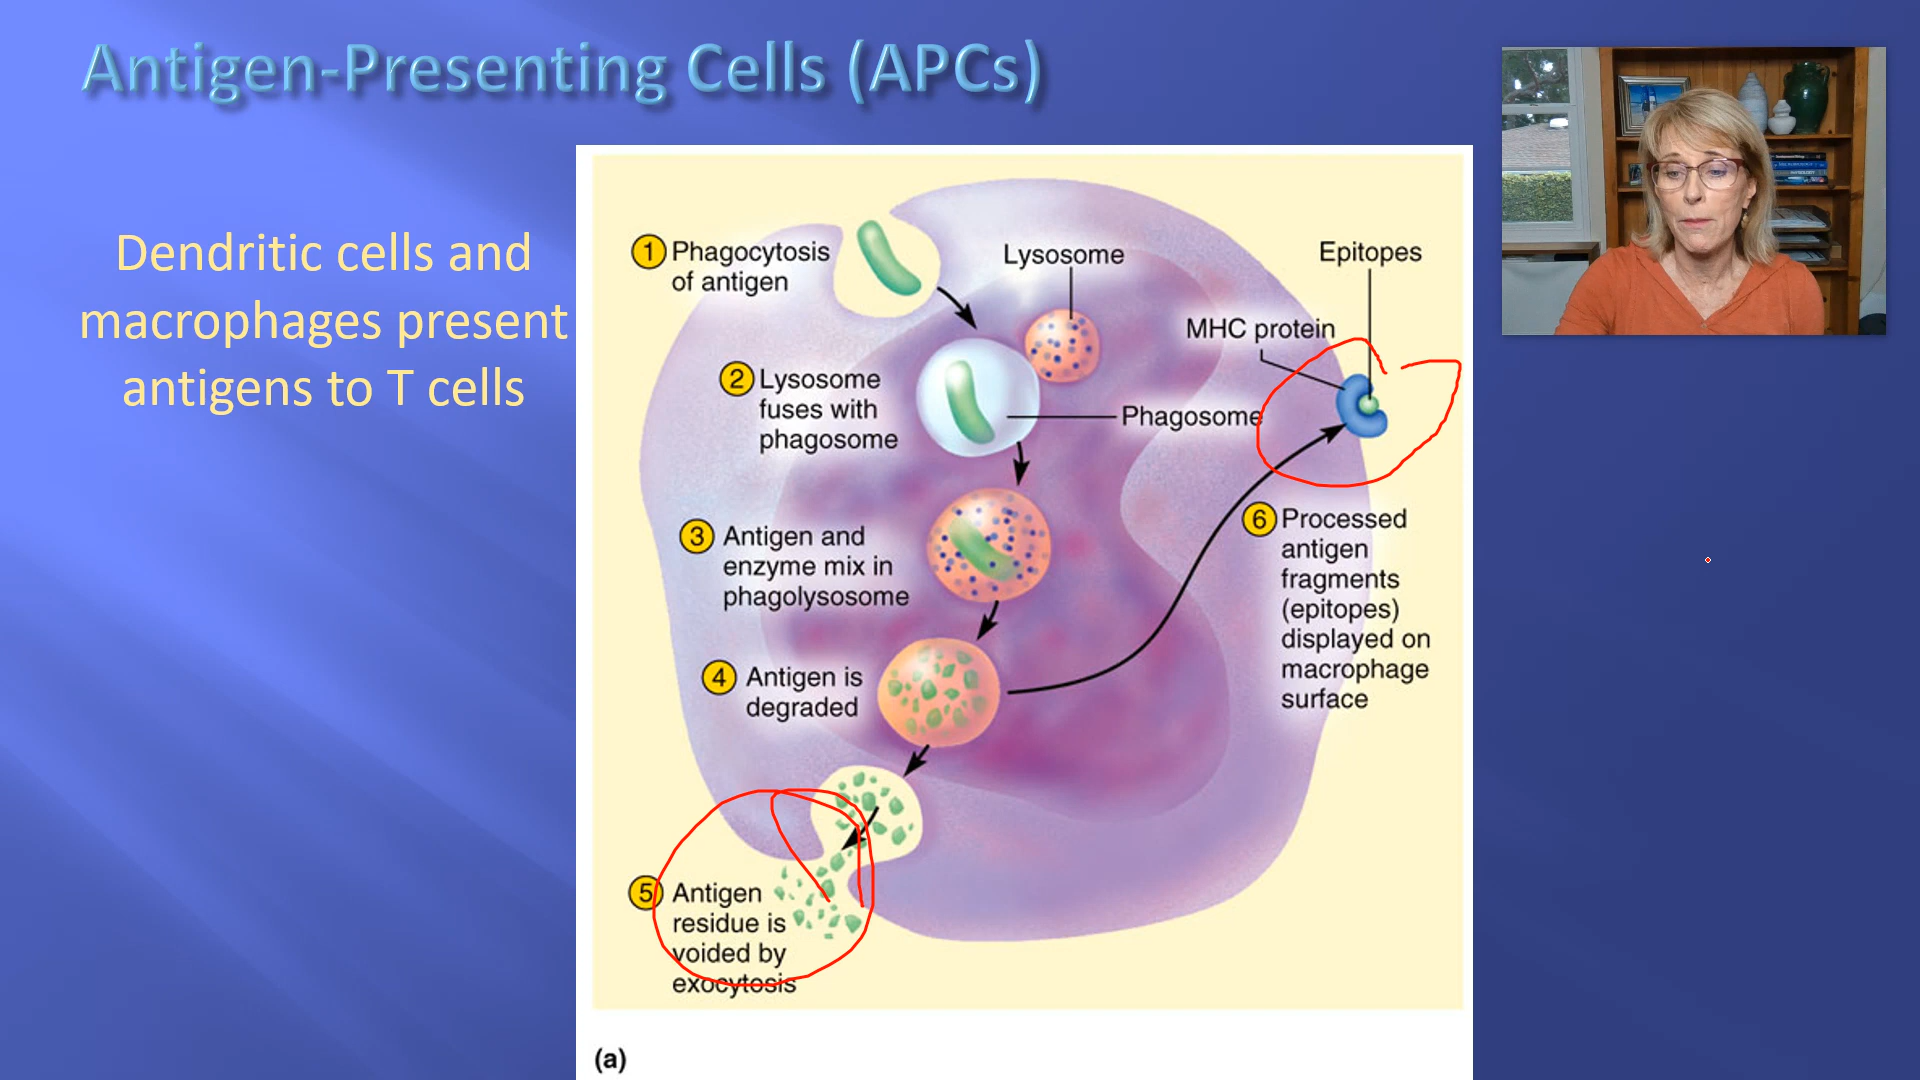 Antigen-Presenting Cells (APCs)
Dendritic cells and
macrophages present
antigens to T cells
1 Phagocytosis
of antigen
Lysosome
Epitopes
MHC protein
2 Lysosome
fuses with
phagosome
Phagosome
3 Antigen and
enzyme mix in
phagolysosome
4 Antigen is
degraded
5 Antigen
residue is
voided by
exocytosis
6 Processed
antigen
fragments
(epitopes)
displayed on
macrophage
surface
(a)